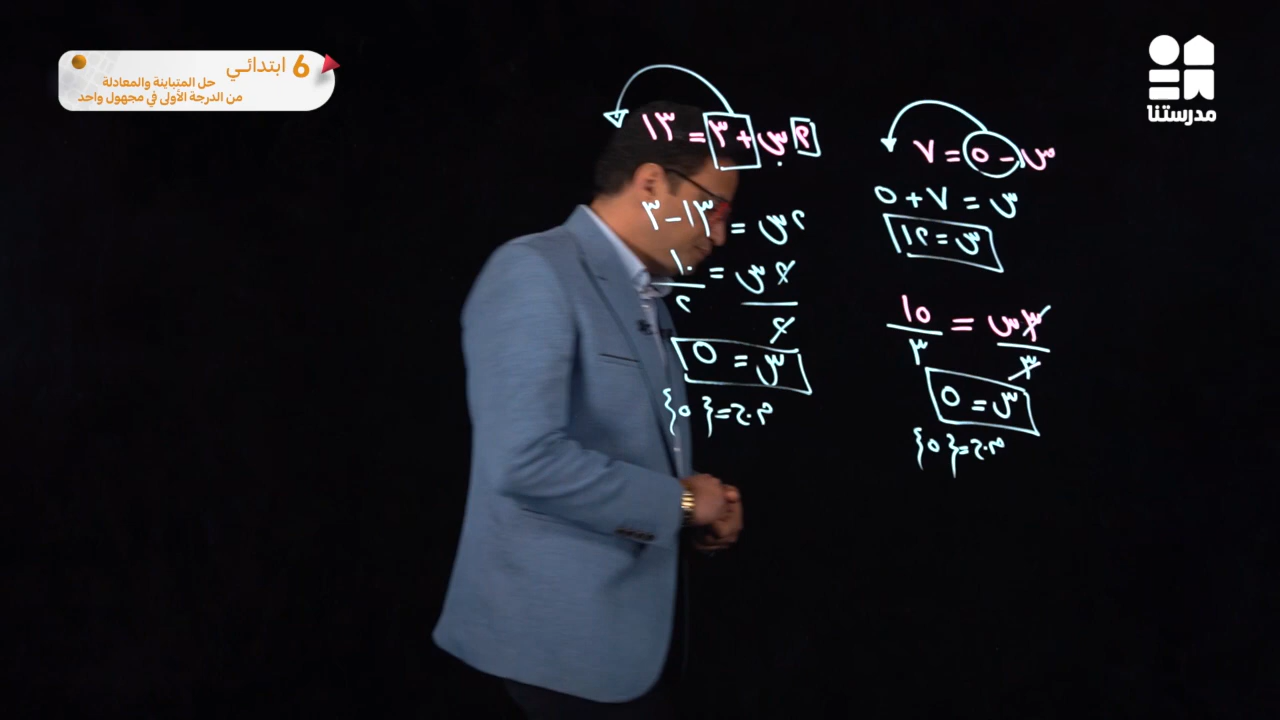 6 ابتدائي
حل المتباينة والمعادلة
من الدرجة الأولى في مجهول واحد
مدرستنا
س - ٥ = ٧
س = ٧ + ٥
س = ١٢
٣س / ٣ = ١٥ / ٣
س = ٥
م.ح = {٥}
٢س + ٣ = ١٣
٢س = ١٣ - ٣
٢س / ٢ = ١٠ / ٢
س = ٥
م.ح = {٥}